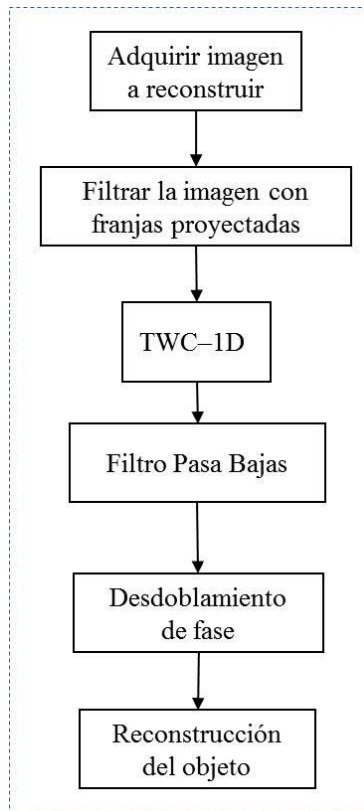 Adquirir imagen
a reconstruir
Filtrar la imagen con
franjas proyectadas
TWC–1D
Filtro Pasa Bajas
Desdoblamiento
de fase
Reconstrucción
del objeto